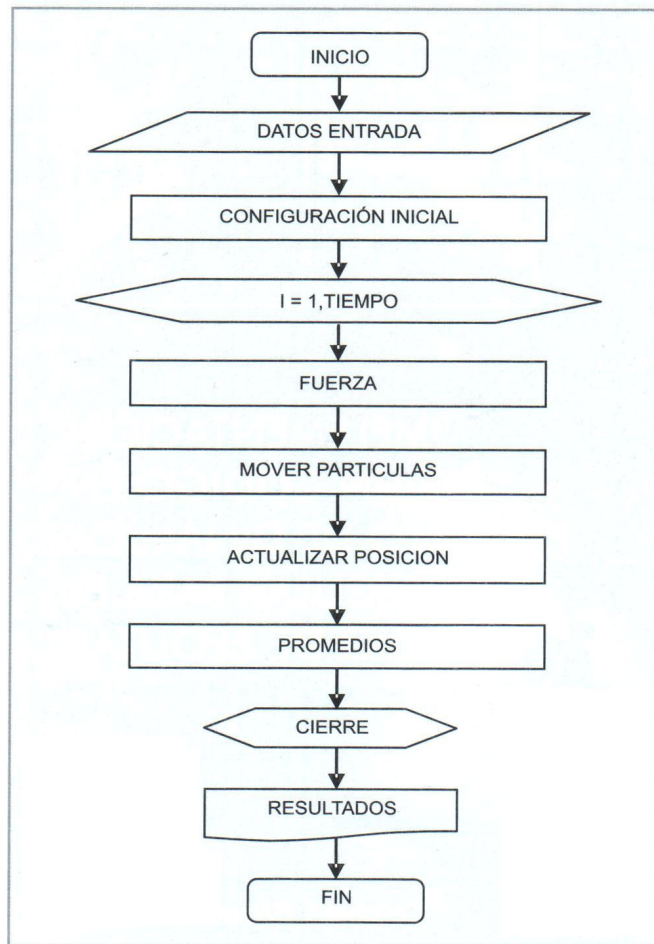 INICIO
DATOS ENTRADA
CONFIGURACIÓN INICIAL
I = 1,TIEMPO
FUERZA
MOVER PARTICULAS
ACTUALIZAR POSICION
PROMEDIOS
CIERRE
RESULTADOS
FIN